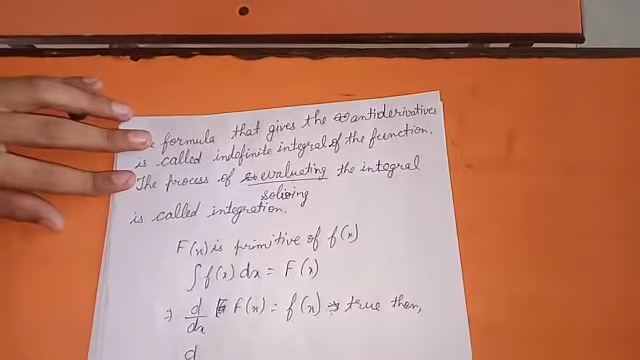 formula that gives the antiderivatives
is called indefinite integral of the function.
The process of evaluating the integral
solving
is called integration.
F(x) is primitive of f(x)
∫f(x) dx = F(x)
⇒ d/dx F(x) = f(x) is true then,
d